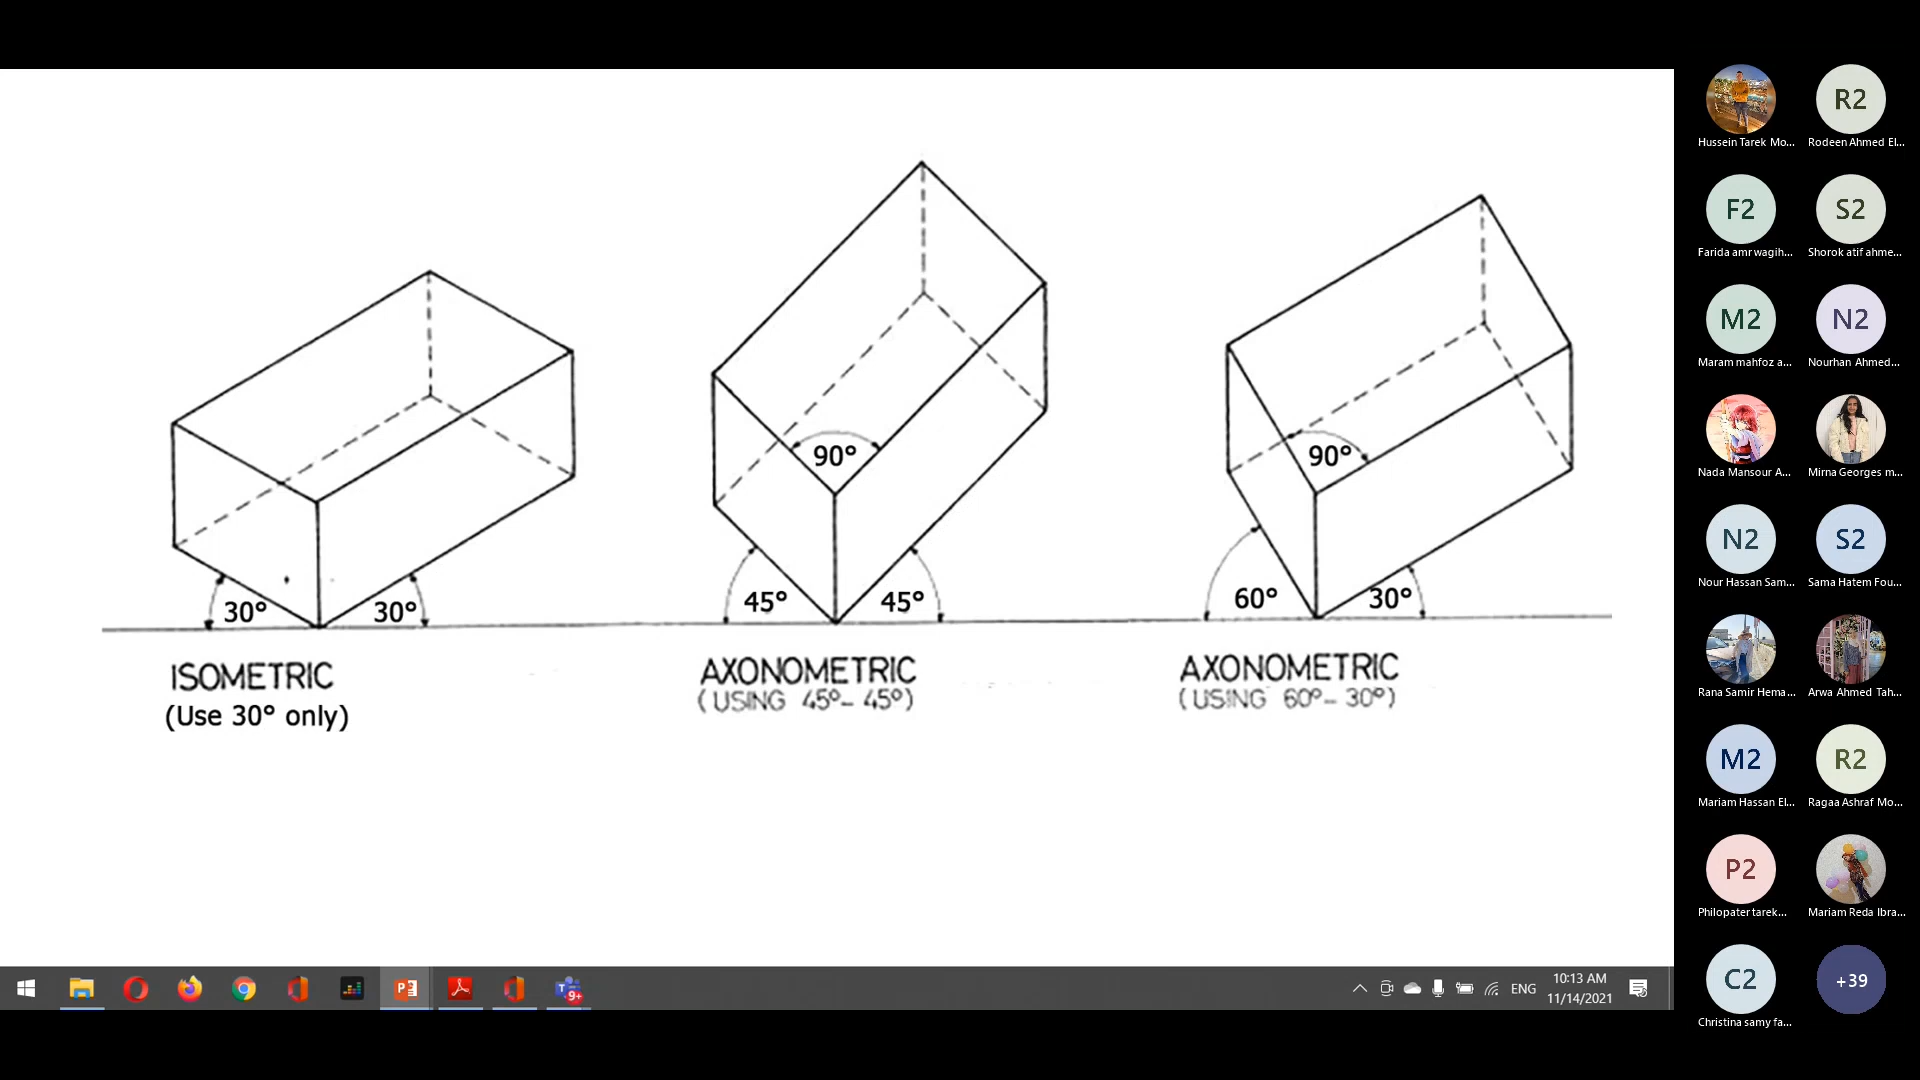 90°
90°
30°
30°
45°
45°
60°
30°
ISOMETRIC
(Use 30° only)
AXONOMETRIC
(USING 45°- 45°)
AXONOMETRIC
(USING 60°- 30°)
Hussein Tarek Mo...
R2
Rodeen Ahmed El...
F2
Farida amr wagih...
S2
Shorok atif ahme...
M2
Maram mahfoz a...
N2
Nourhan Ahmed...
Nada Mansour A...
Mirna Georges m...
N2
Nour Hassan Sam...
S2
Sama Hatem Fou...
Rana Samir Hema...
Arwa Ahmed Tah...
M2
Mariam Hassan El...
R2
Ragaa Ashraf Mo...
P2
Philopater tarek...
Mariam Reda Ibra...
C2
Christina samy fa...
+39
9+
ENG
10:13 AM
11/14/2021